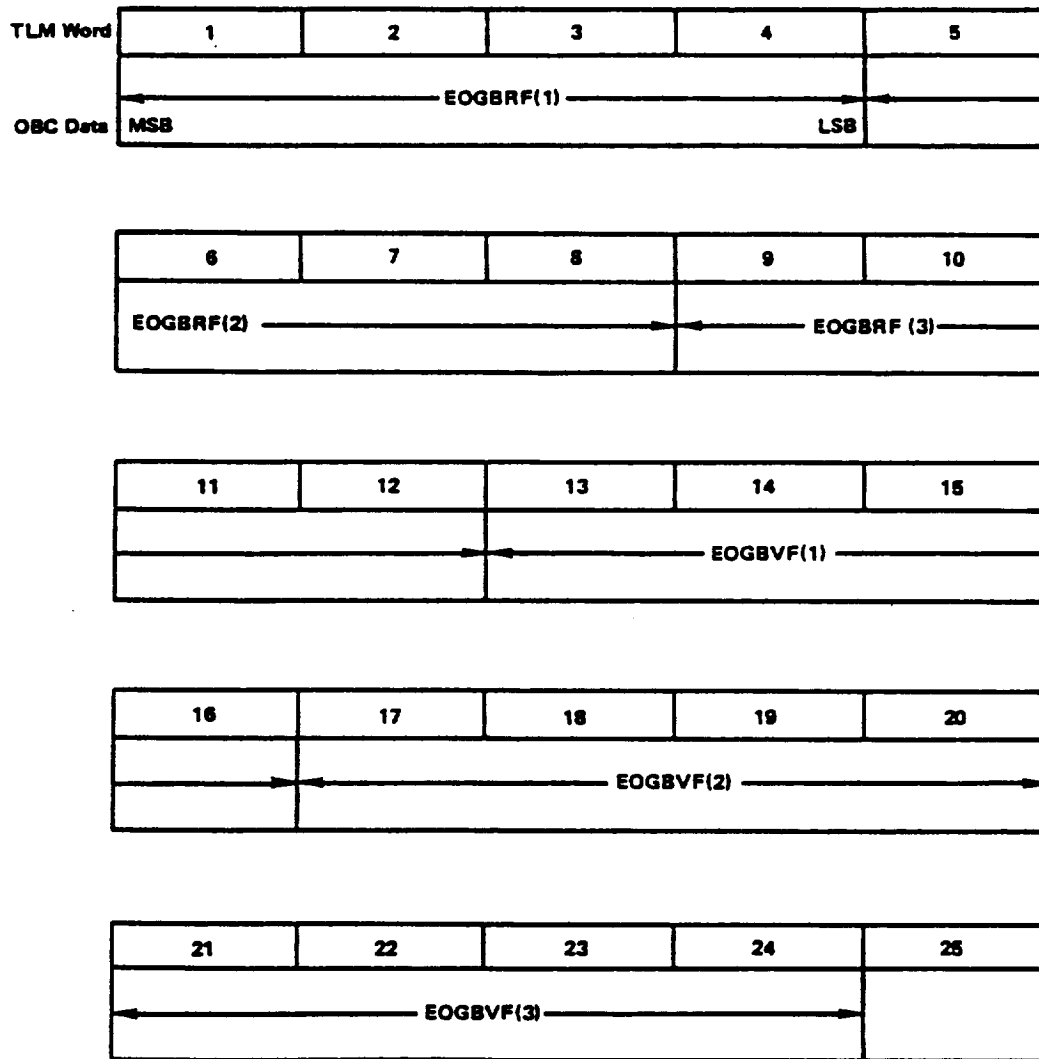 TLM Word 1 2 3 4 5
EOGBRF(1)
OBC Data MSB LSB
6 7 8 9 10
EOGBRF(2) EOGBRF (3)
11 12 13 14 15
EOGBVF(1)
16 17 18 19 20
EOGBVF(2)
21 22 23 24 25
EOGBVF(3)